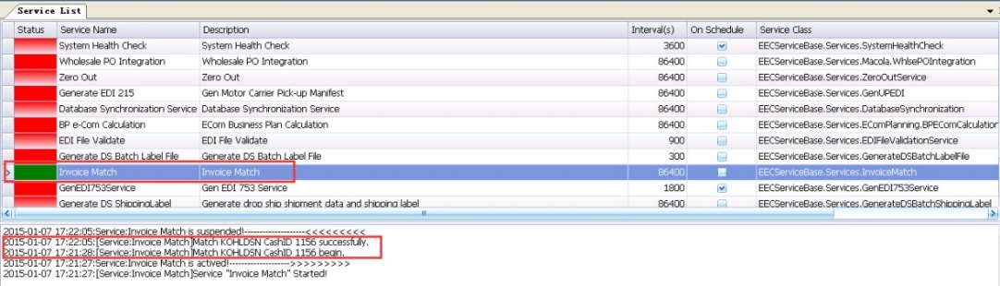 Service List
Status Service Name Description Interval(s) On Schedule Service Class
System Health Check System Health Check 3600 EECServiceBase.Services.SystemHealthCheck
Wholesale PO Integration Wholesale PO Integration 86400 EECServiceBase.Services.Macola.WhlsePOIntegration
Zero Out Zero Out 86400 EECServiceBase.Services.ZeroOutService
Generate EDI 215 Gen Motor Carrier Pick-up Manifest 86400 EECServiceBase.Services.GenUPEDI
Database Synchronization Service Database Synchronization Service 86400 EECServiceBase.Services.DatabaseSynchronization
BP e-Com Calculation ECom Business Plan Calculation 86400 EECServiceBase.Services.EComPlanning.BPEComCalculation
EDI File Validate EDI File Validate 900 EECServiceBase.Services.EDIFileValidationService
Generate DS Batch Label File Generate DS Batch Label File 300 EECServiceBase.Services.GenerateDSBatchLabelFile
Invoice Match Invoice Match 86400 EECServiceBase.Services.InvoiceMatch
GenEDI753Service Gen EDI 753 Service 1800 EECServiceBase.Services.GenEDI753Service
Generate DS ShippingLabel Generate drop ship shipment data and shipping label 86400 EECServiceBase.Services.GenerateDSBatchShippingLabel
2015-01-07 17:22:05:Service:Invoice Match is suspended!--------------------<<<<<<<<<
2015-01-07 17:22:05:[Service:Invoice Match]Match KOHLDSN CashID 1156 successfully.
2015-01-07 17:21:28:[Service:Invoice Match]Match KOHLDSN CashID 1156 begin.
2015-01-07 17:21:27:Service:Invoice Match is actived!-------------------->>>>>>>>>
2015-01-07 17:21:27:[Service:Invoice Match]Service "Invoice Match" Started!